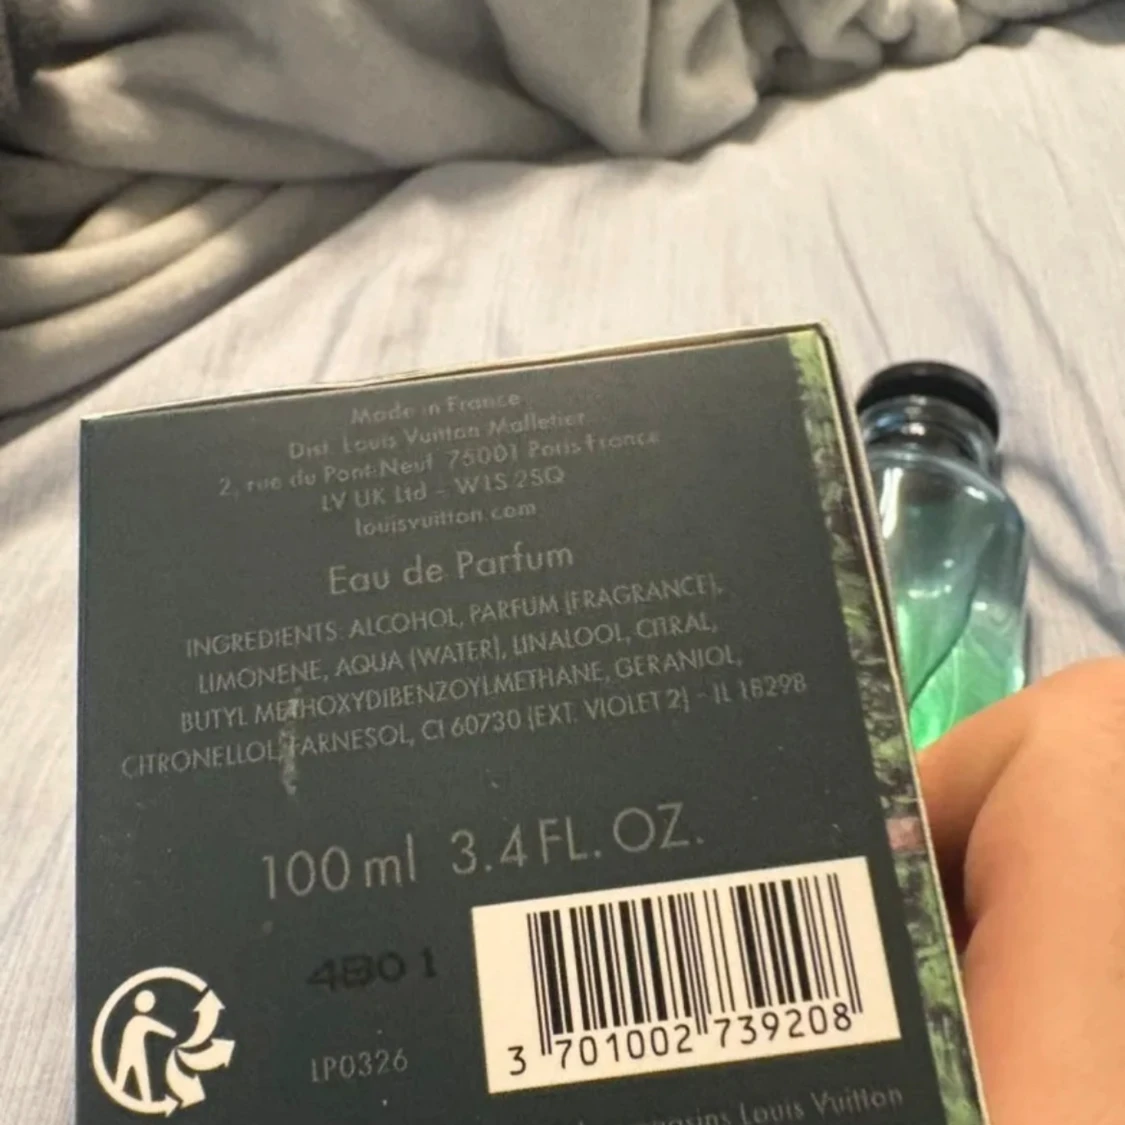 Made in France
Dist. Louis Vuitton Malletier
2, rue du Pont-Neuf 75001 Paris France
LV UK Ltd - W1S 2SQ
louisvuitton.com
Eau de Parfum
INGREDIENTS: ALCOHOL, PARFUM (FRAGRANCE),
LIMONENE, AQUA (WATER), LINALOOL, CITRAL,
BUTYL METHOXYDIBENZOYLMETHANE, GERANIOL,
CITRONELLOL, FARNESOL, CI 60730 (EXT. VIOLET 2) - IL 18298
100 ml 3.4 FL. OZ.
4B01
LP0326
3 701002 739208
Louis Vuitton